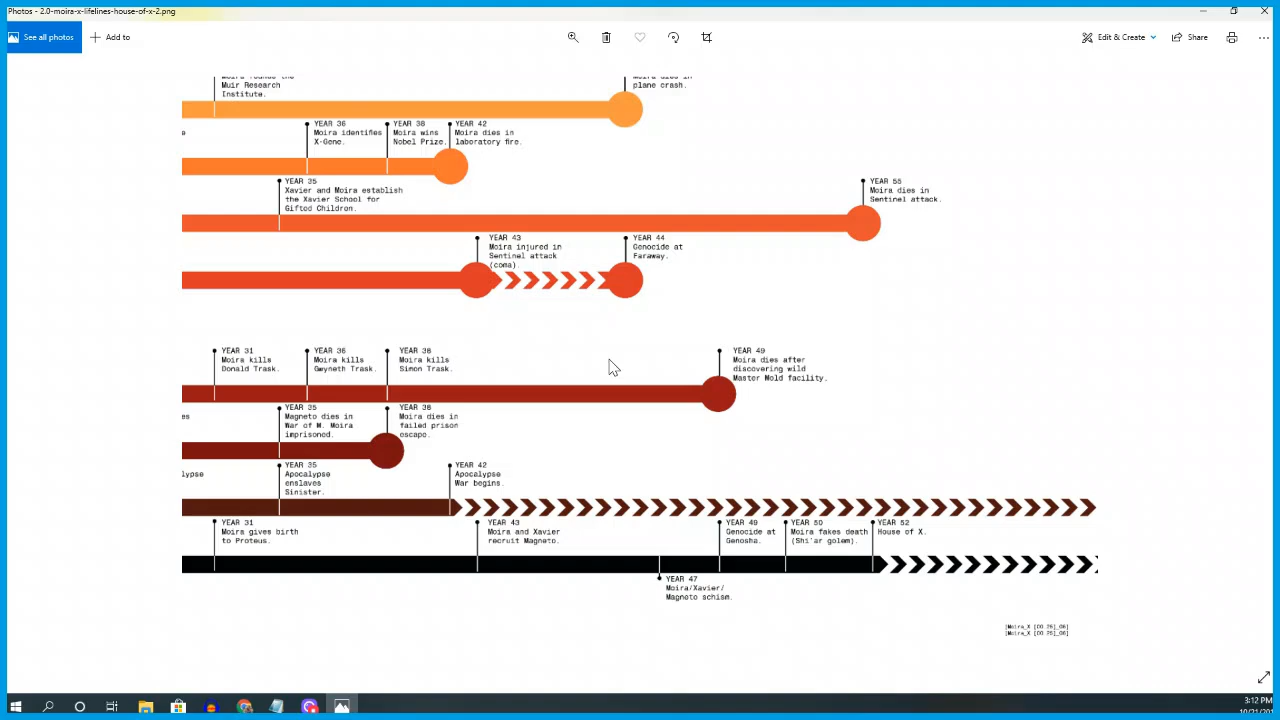 Photos - 2.0-moira-x-lifelines-house-of-x-2.png
See all photos
Add to
Edit & Create
Share
Muir Research
Institute.
plane crash.
YEAR 36
Moira identifies
X-Gene.
YEAR 38
Moira wins
Nobel Prize.
YEAR 42
Moira dies in
laboratory fire.
YEAR 35
Xavier and Moira establish
the Xavier School for
Gifted Children.
YEAR 55
Moira dies in
Sentinel attack.
YEAR 43
Moira injured in
Sentinel attack
(coma).
YEAR 44
Genocide at
Faraway.
YEAR 31
Moira kills
Donald Trask.
YEAR 36
Moira kills
Gwyneth Trask.
YEAR 38
Moira kills
Simon Trask.
YEAR 49
Moira dies after
discovering wild
Master Mold facility.
YEAR 35
Magneto dies in
War of M. Moira
imprisoned.
YEAR 38
Moira dies in
failed prison
escape.
YEAR 35
Apocalypse
enslaves
Sinister.
YEAR 42
Apocalypse
War begins.
YEAR 31
Moira gives birth
to Proteus.
YEAR 43
Moira and Xavier
recruit Magneto.
YEAR 47
Moira/Xavier/
Magneto schism.
YEAR 49
Genocide at
Genosha.
YEAR 50
Moira fakes death
(Shi'ar golem).
YEAR 52
House of X.
3:12 PM